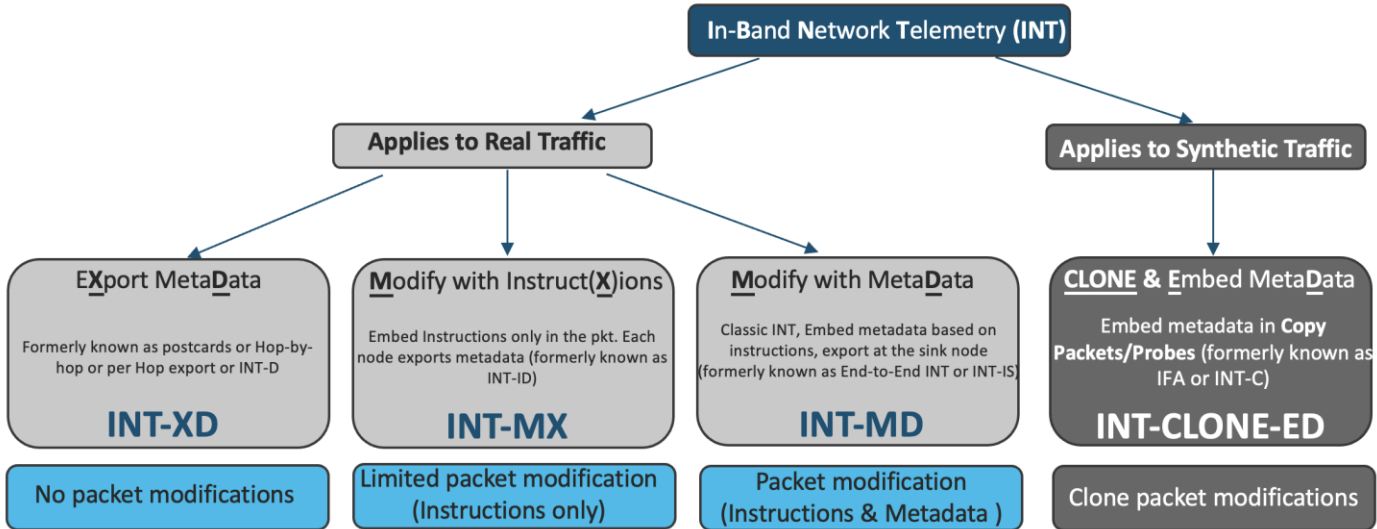 In-Band Network Telemetry (INT)
Applies to Real Traffic
Applies to Synthetic Traffic
EXport MetaData
Formerly known as postcards or Hop-by-
hop or per Hop export or INT-D
INT-XD
No packet modifications
Modify with Instruct(X)ions
Embed Instructions only in the pkt. Each
node exports metadata (formerly known as
INT-ID)
INT-MX
Limited packet modification
(Instructions only)
Modify with MetaData
Classic INT, Embed metadata based on
instructions, export at the sink node
(formerly known as End-to-End INT or INT-IS)
INT-MD
Packet modification
(Instructions & Metadata )
CLONE & Embed MetaData
Embed metadata in Copy
Packets/Probes (formerly known as
IFA or INT-C)
INT-CLONE-ED
Clone packet modifications